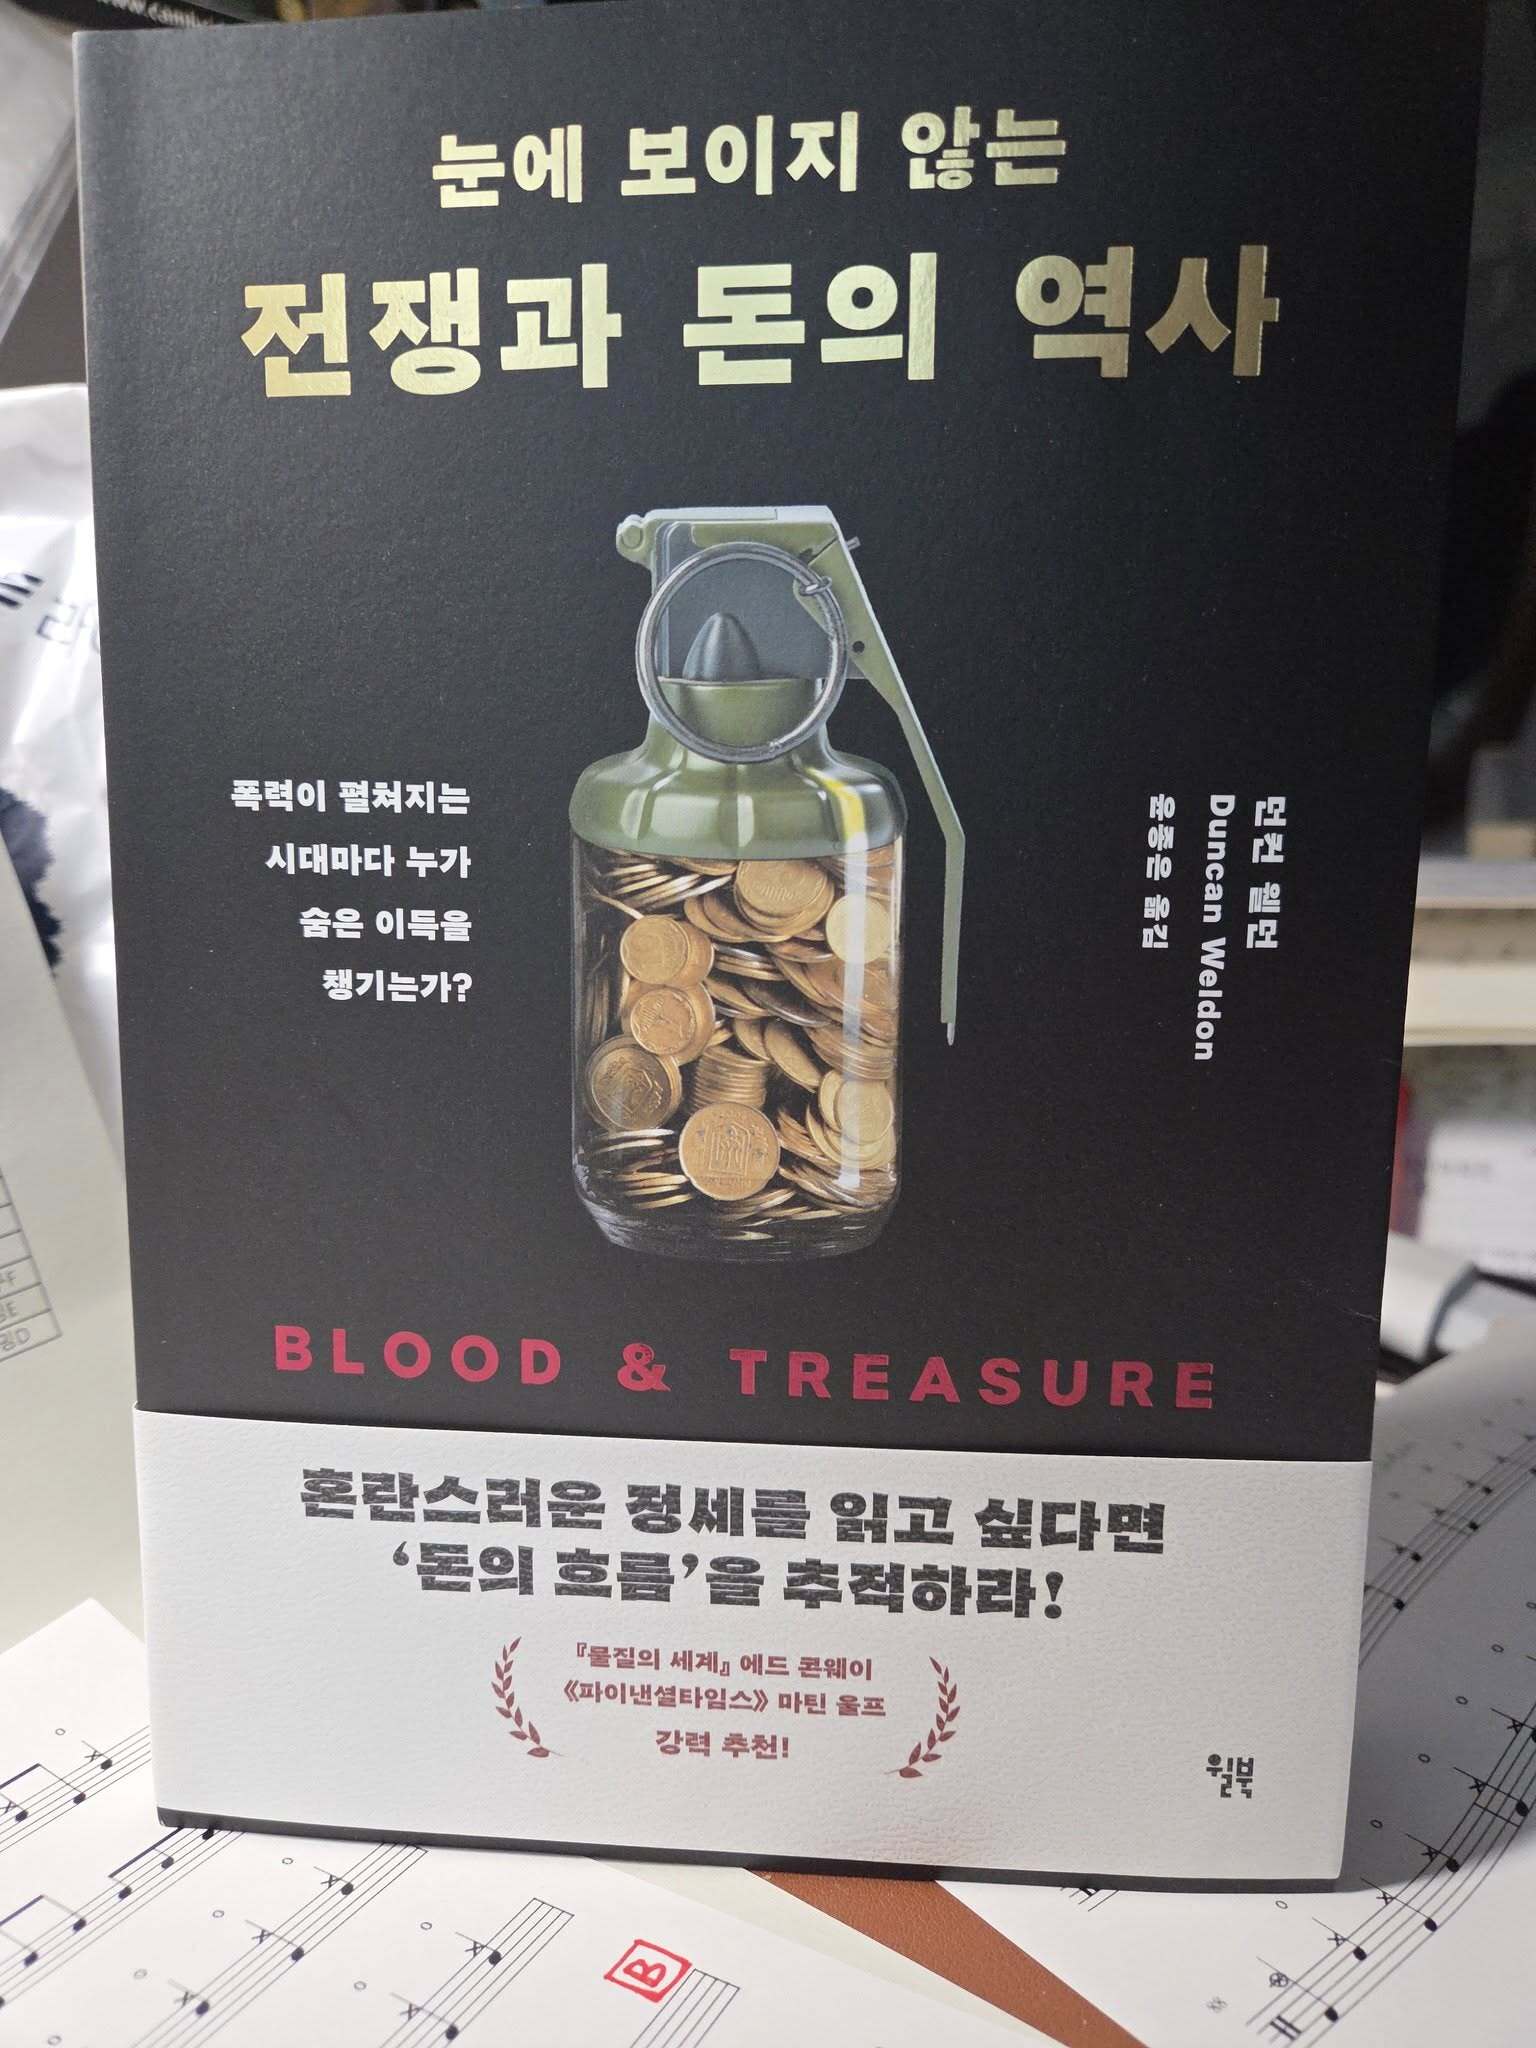 눈에 보이지 않는
전쟁과 돈의 역사
폭력이 펼쳐지는
시대마다 누가
숨은 이득을
챙기는가?
던컨 웰던
Duncan Weldon
윤종은 옮김
BLOOD & TREASURE
혼란스러운 정세를 읽고 싶다면
‘돈의 흐름’을 추적하라!
『물질의 세계』 에드 콘웨이
《파이낸셜타임스》 마틴 울프
강력 추천!
윌북
B